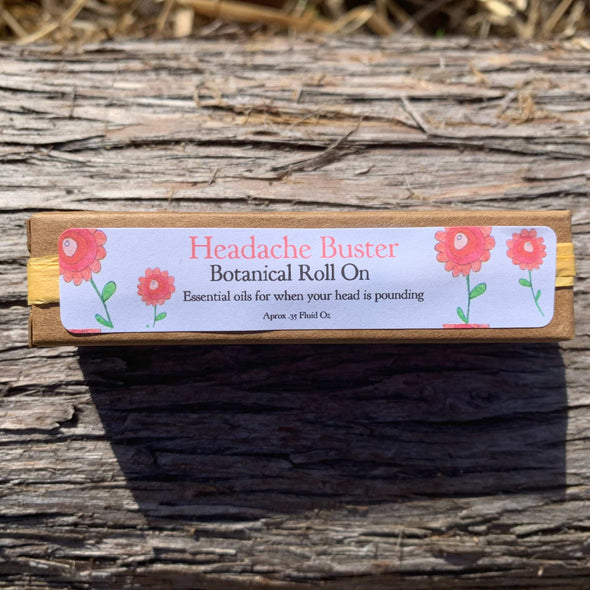 Headache Buster
Botanical Roll On
Essential oils for when your head is pounding
Aprox .35 Fluid Oz